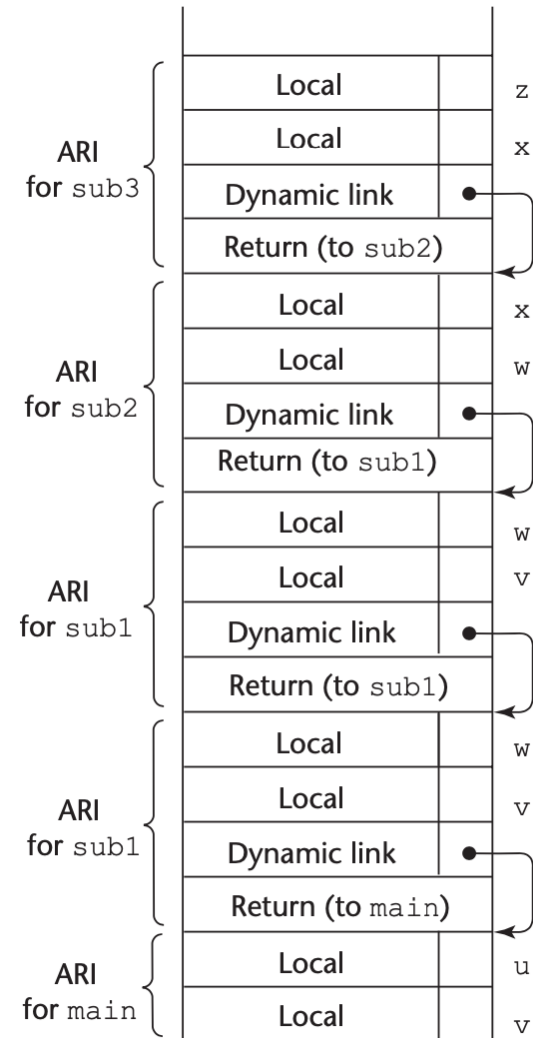 Local z
Local x
ARI
for sub3
Dynamic link
Return (to sub2)
Local x
Local w
ARI
for sub2
Dynamic link
Return (to sub1)
Local w
Local v
ARI
for sub1
Dynamic link
Return (to sub1)
Local w
Local v
ARI
for sub1
Dynamic link
Return (to main)
Local u
ARI
for main
Local v